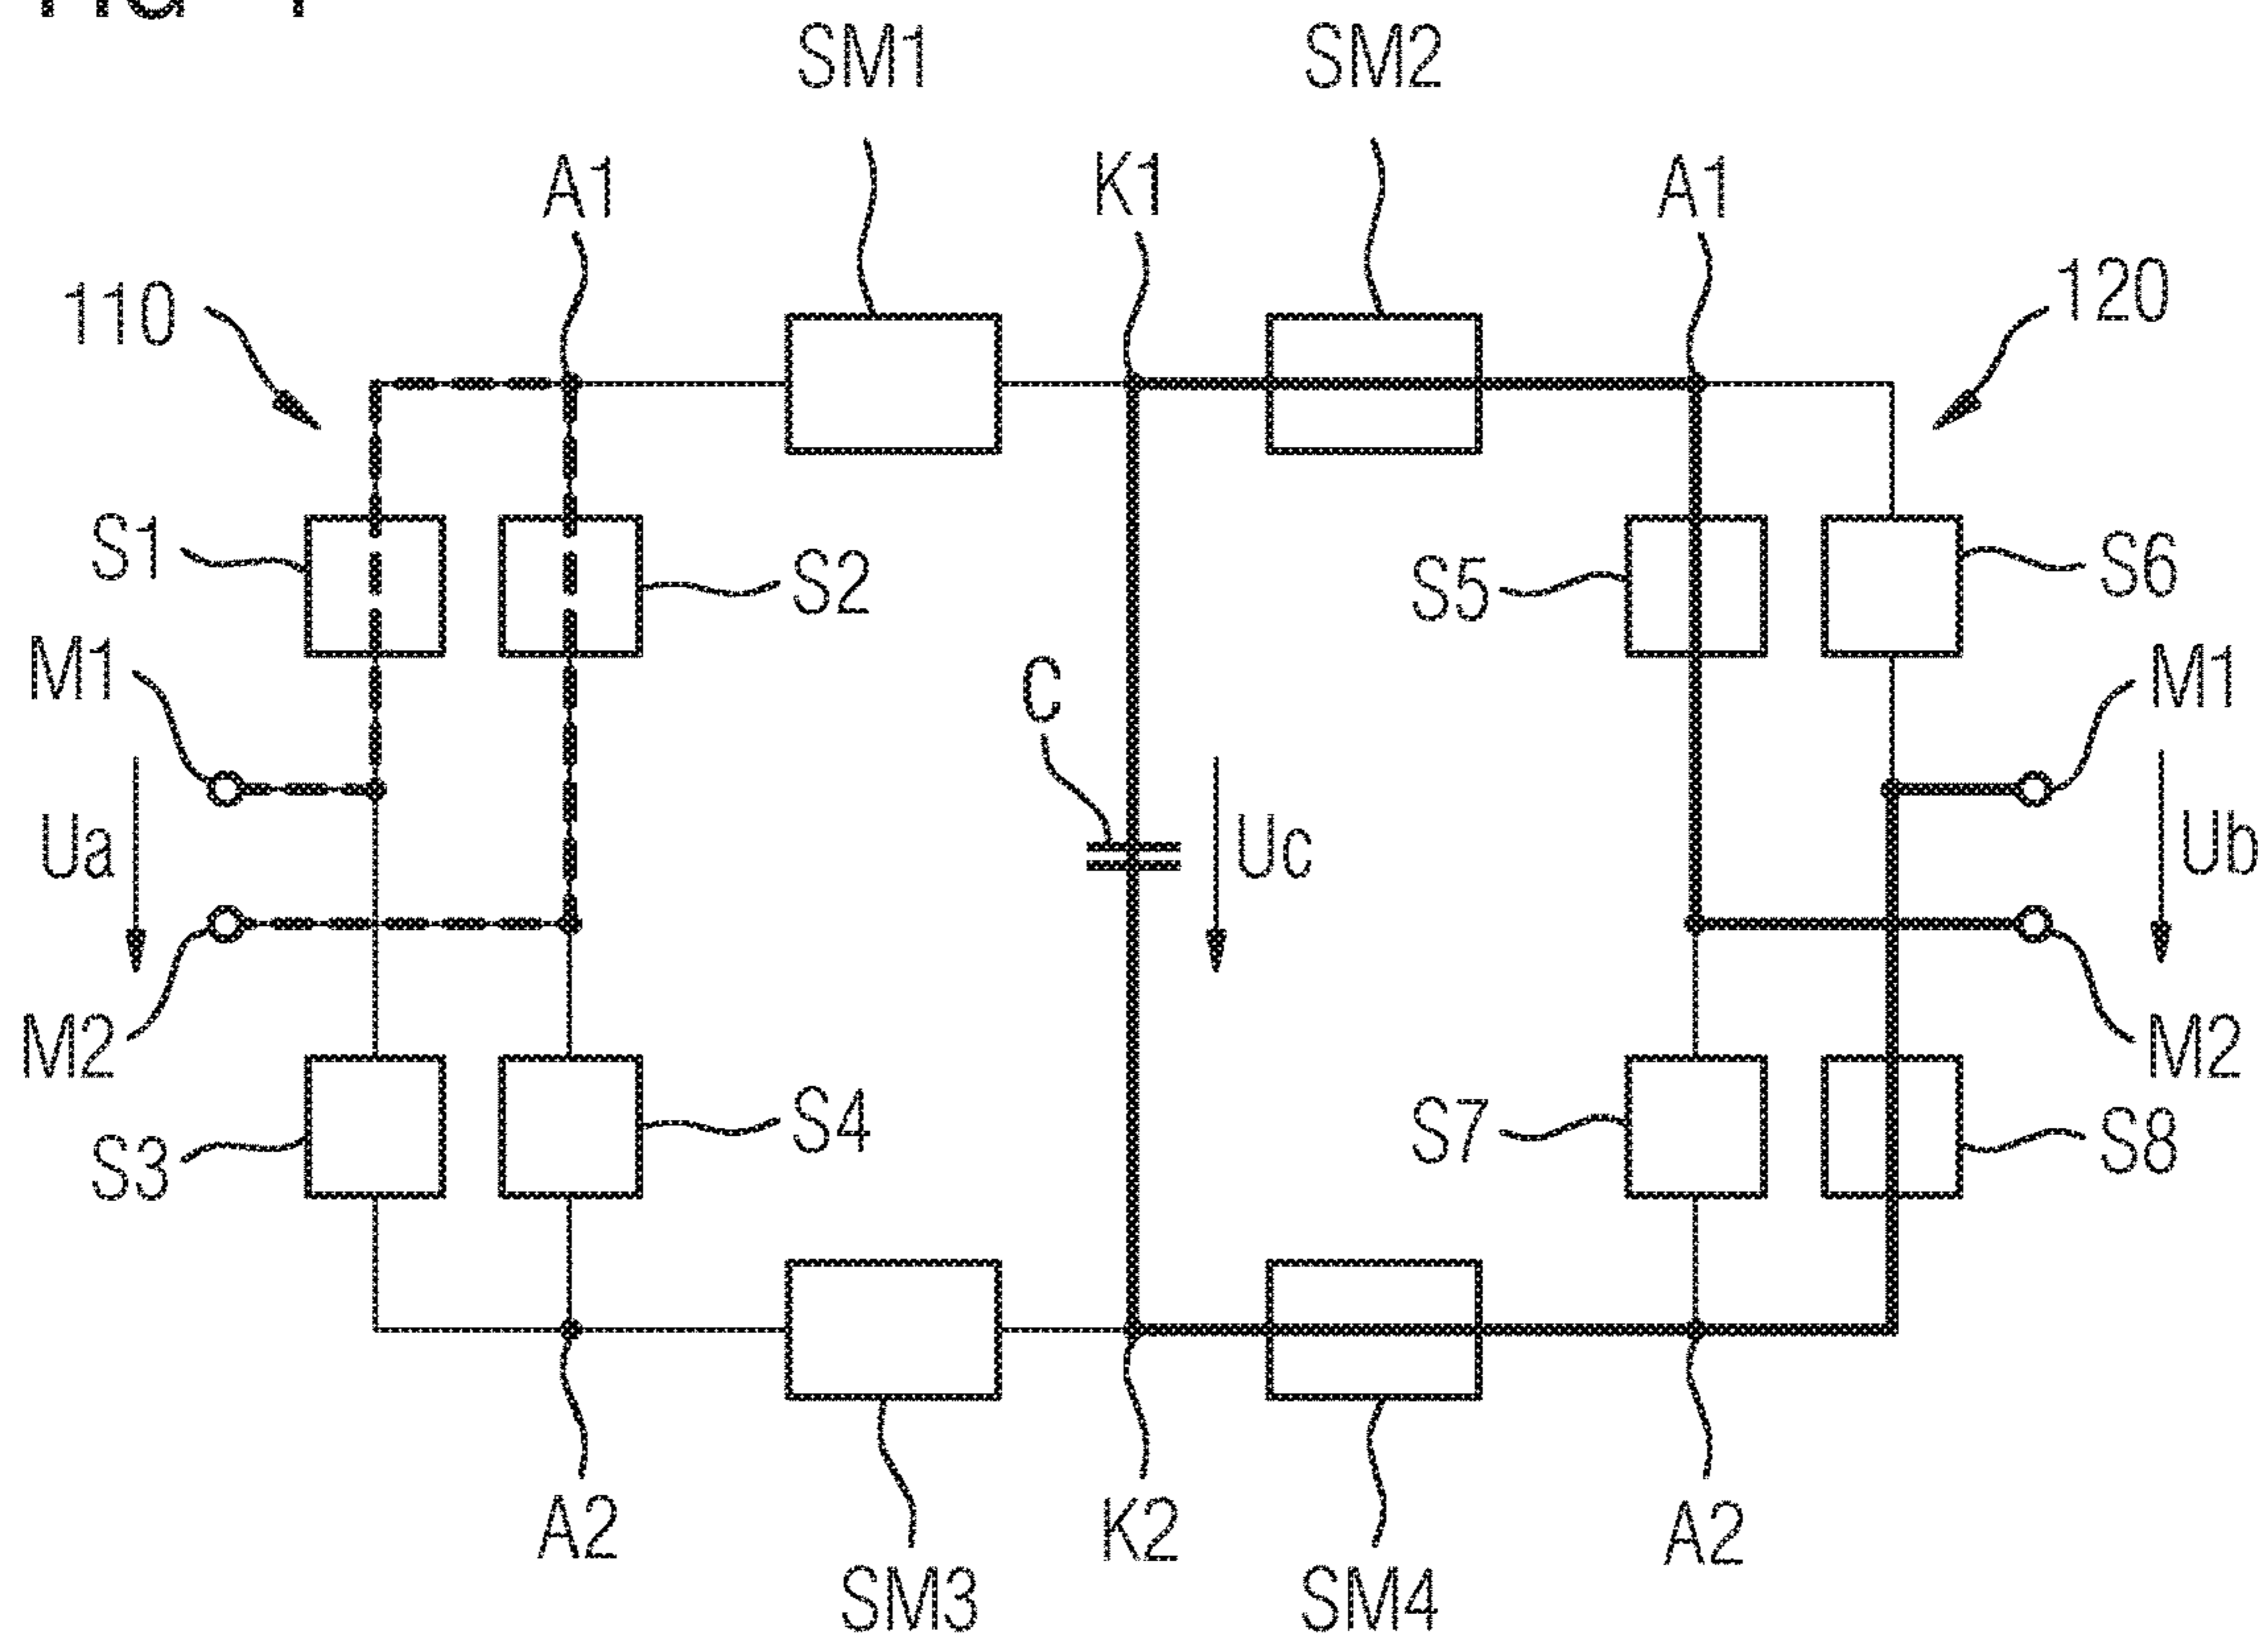 SM1 SM2
A1 K1 A1
110 120
S1 S2 S5 S6
M1 C M1
Ua Uc Ub
M2 M2
S3 S4 S7 S8
A2 K2 A2
SM3 SM4